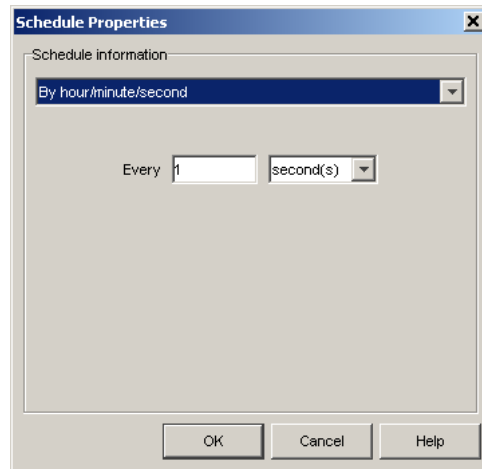 Schedule Properties
Schedule information
By hour/minute/second
Every 1 second(s)
OK Cancel Help